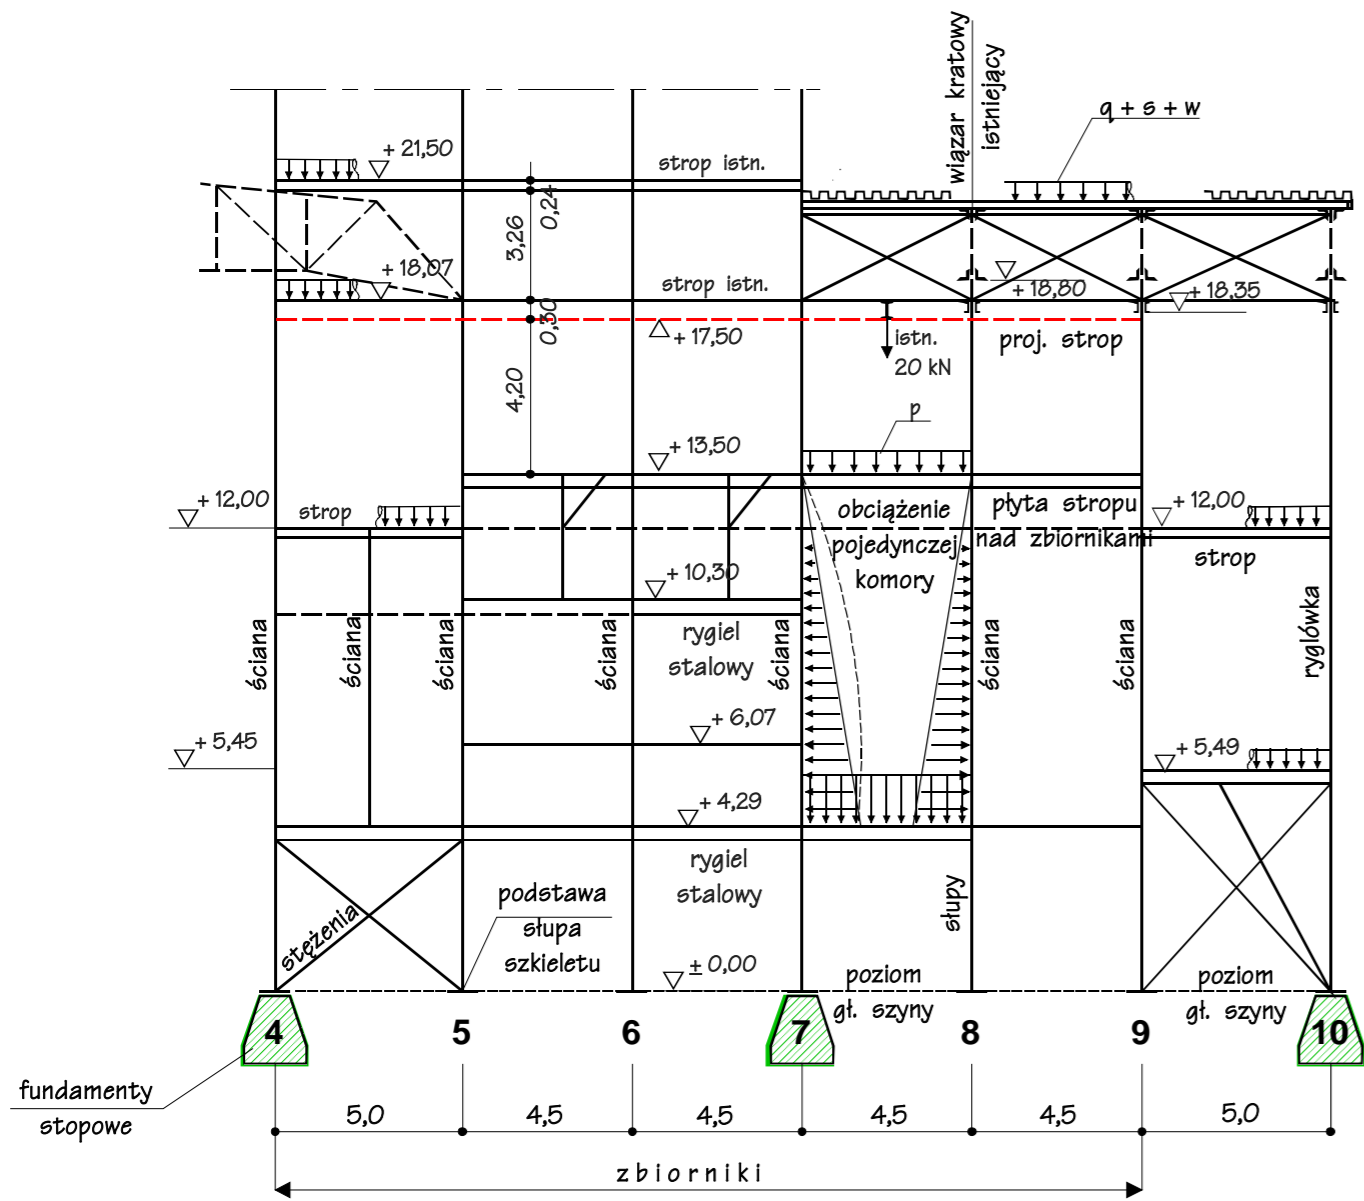 wiązar kratowy
istniejący
q + s + w
+ 21,50
strop istn.
0,24
3,26
+ 18,07
strop istn.
+ 18,80
+ 18,35
0,30
+ 17,50
istn.
20 kN
proj. strop
4,20
p
+ 13,50
+ 12,00
strop
obciążenie
pojedynczej
komory
płyta stropu
nad zbiornikami
+ 12,00
strop
+ 10,30
ściana
ściana
ściana
ściana
rygiel
stalowy
ściana
ściana
ściana
ryglówka
+ 6,07
+ 5,45
+ 5,49
+ 4,29
rygiel
stalowy
stężenia
podstawa
słupa
szkieletu
słupy
± 0,00
poziom
gł. szyny
poziom
gł. szyny
4
5
6
7
8
9
10
fundamenty
stopowe
5,0
4,5
4,5
4,5
4,5
5,0
zbiorniki